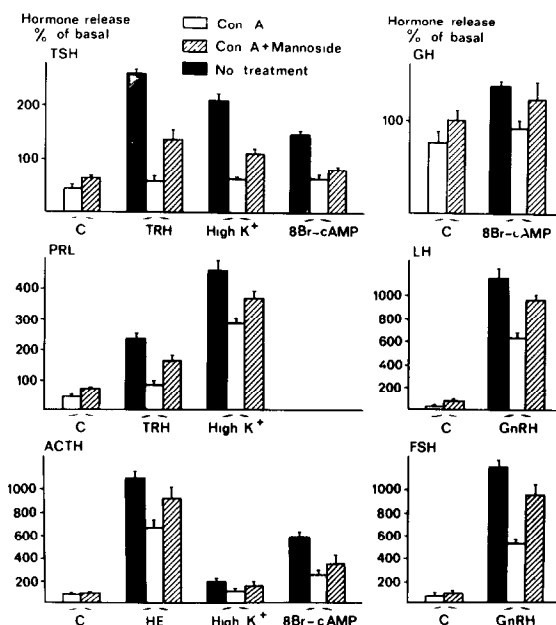 Hormone release
% of basal
TSH
Con A
Con A+Mannoside
No treatment
200
100
C
TRH
High K+
8Br-cAMP
Hormone release
% of basal
GH
100
C
8Br-cAMP
PRL
400
300
200
100
C
TRH
High K+
LH
1000
800
600
400
200
C
GnRH
ACTH
1000
800
600
400
200
C
HE
High K+
8Br-cAMP
FSH
1000
800
600
400
200
C
GnRH